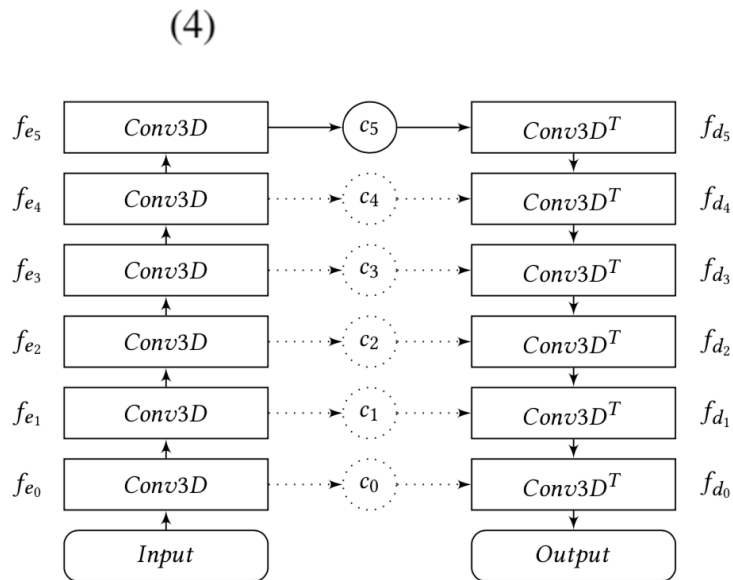 (4)
f_{e_5} Conv3D c_5 Conv3D^T f_{d_5}
f_{e_4} Conv3D c_4 Conv3D^T f_{d_4}
f_{e_3} Conv3D c_3 Conv3D^T f_{d_3}
f_{e_2} Conv3D c_2 Conv3D^T f_{d_2}
f_{e_1} Conv3D c_1 Conv3D^T f_{d_1}
f_{e_0} Conv3D c_0 Conv3D^T f_{d_0}
Input Output